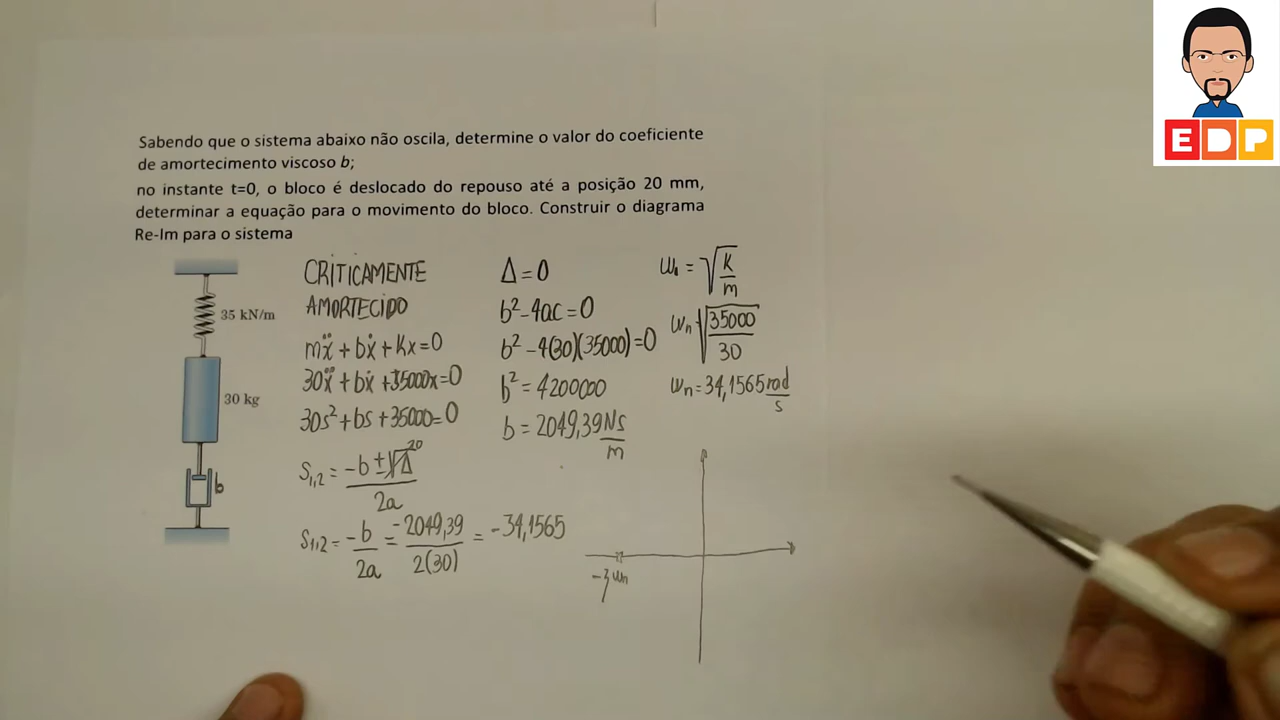 EDP
Sabendo que o sistema abaixo não oscila, determine o valor do coeficiente
de amortecimento viscoso b;
no instante t=0, o bloco é deslocado do repouso até a posição 20 mm,
determinar a equação para o movimento do bloco. Construir o diagrama
Re-Im para o sistema
35 kN/m
30 kg
b
CRÍTICAMENTE
AMORTECIDO
mẍ + bẋ + Kx = 0
30ẍ + bẋ + 35000x = 0
30s² + bs + 35000 = 0
S₁,₂ = (-b ± √Δ)/2a
S₁,₂ = -b/2a = -2049,39/2(30) = -34,1565
Δ = 0
b² - 4ac = 0
b² - 4(30)(35000) = 0
b² = 4200000
b = 2049,39 Ns/m
ωn = √(K/m)
ωn = √(35000/30)
ωn = 34,1565 rad/s
-ζωn